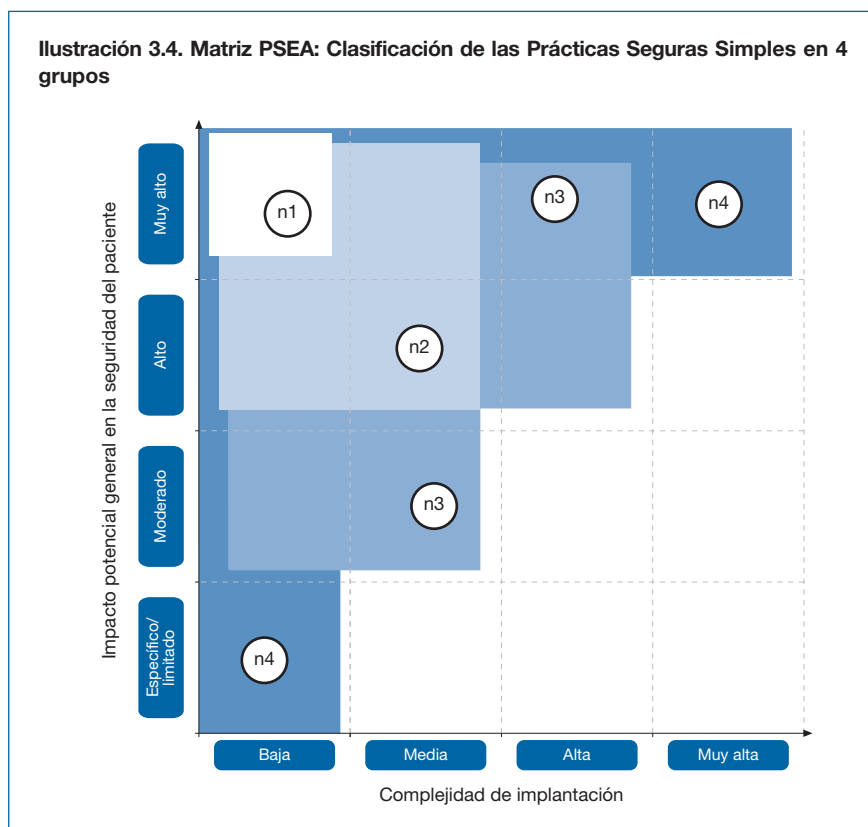 Ilustración 3.4. Matriz PSEA: Clasificación de las Prácticas Seguras Simples en 4
grupos
Impacto potencial general en la seguridad del paciente
Muy alto
n1
n3
n4
Alto
n2
Moderado
n3
Específico/
limitado
n4
Baja
Media
Alta
Muy alta
Complejidad de implantación